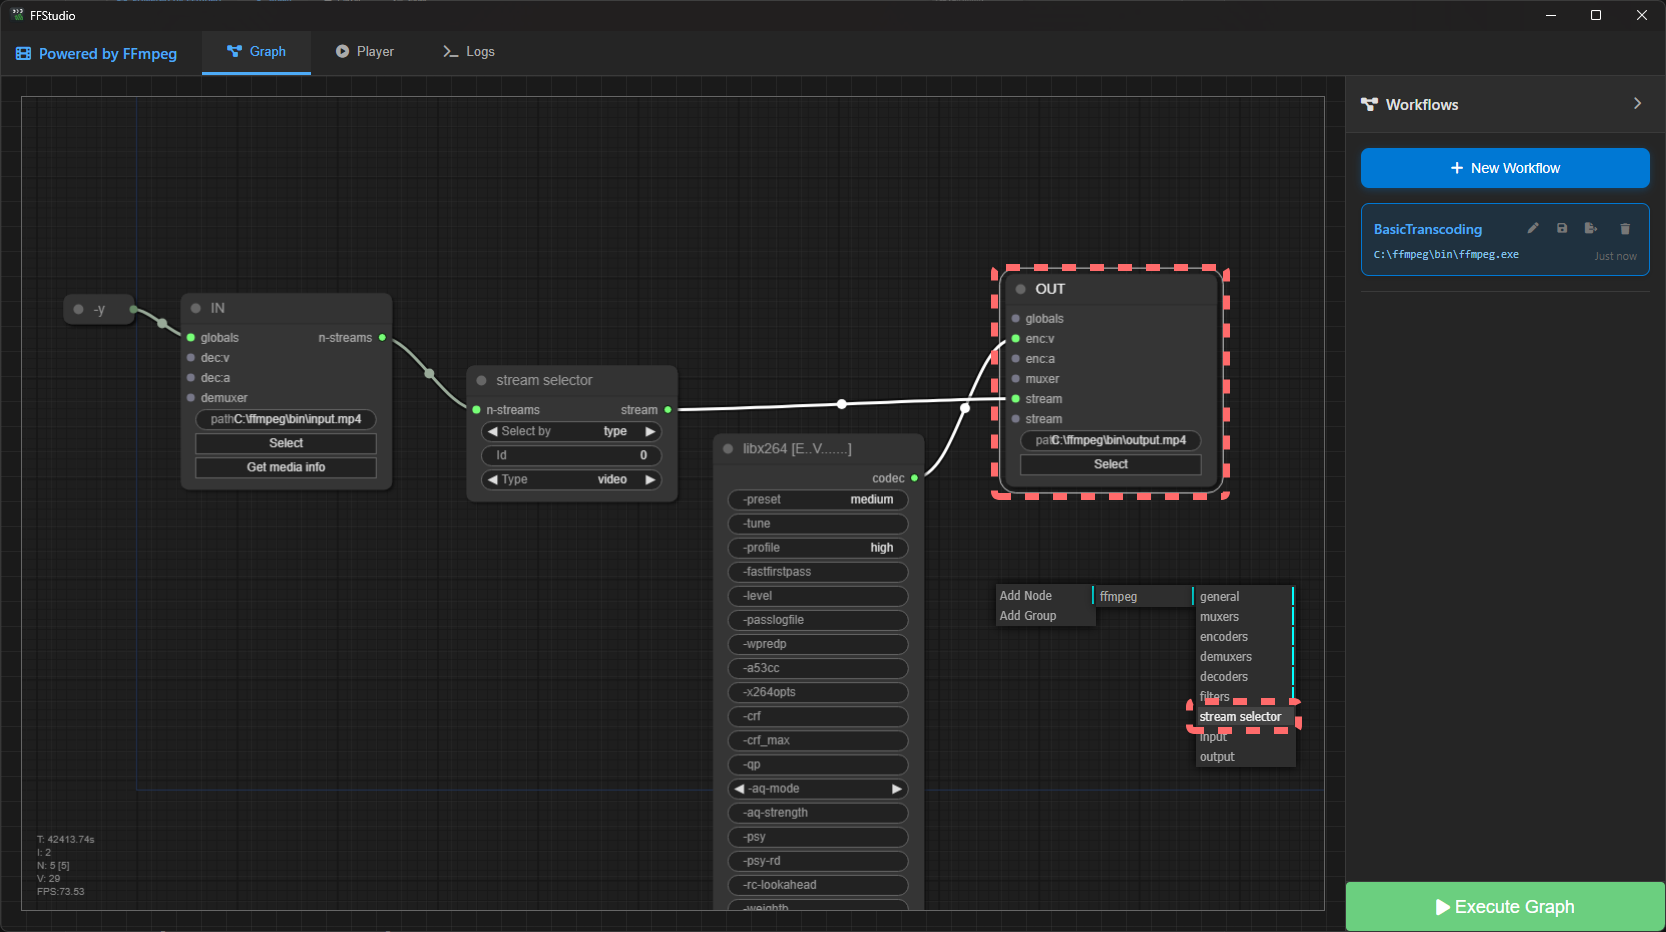 FFStudio
Powered by FFmpeg
Graph
Player
Logs
Workflows
New Workflow
BasicTranscoding
C:\ffmpeg\bin\ffmpeg.exe
Just now
-y
IN
globals
n-streams
dec:v
dec:a
demuxer
path C:\ffmpeg\bin\input.mp4
Select
Get media info
stream selector
n-streams
stream
Select by
type
Id
0
Type
video
libx264 [E..V.......]
codec
-preset
medium
-tune
-profile
high
-fastfirstpass
-level
-passlogfile
-wpredp
-a53cc
-x264opts
-crf
-crf_max
-qp
-aq-mode
-aq-strength
-psy
-psy-rd
-rc-lookahead
-weightb
OUT
globals
enc:v
enc:a
muxer
stream
stream
C:\ffmpeg\bin\output.mp4
Select
Add Node
Add Group
ffmpeg
general
muxers
encoders
demuxers
decoders
filters
stream selector
input
output
T: 42413.74s
I: 2
N: 5 [5]
V: 29
FPS:73.53
Execute Graph